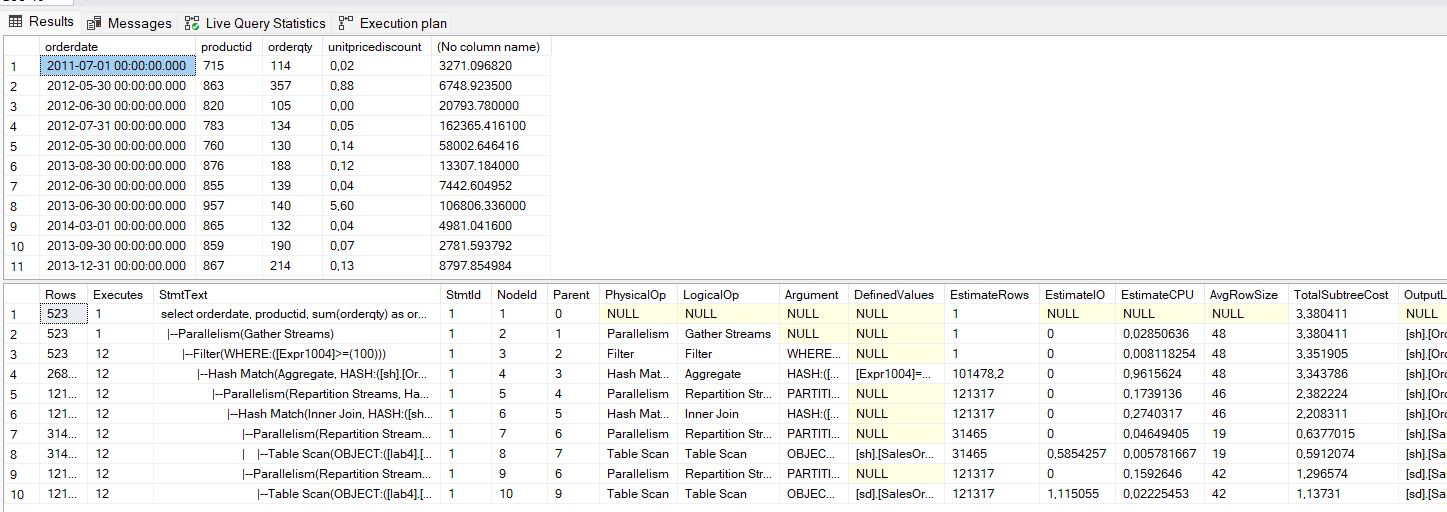 Results Messages Live Query Statistics Execution plan
orderdate productid orderqty unitpricediscount (No column name)
1 2011-07-01 00:00:00.000 715 114 0,02 3271.096820
2 2012-05-30 00:00:00.000 863 357 0,88 6748.923500
3 2012-06-30 00:00:00.000 820 105 0,00 20793.780000
4 2012-07-31 00:00:00.000 783 134 0,05 162365.416100
5 2012-05-30 00:00:00.000 760 130 0,14 58002.646416
6 2013-08-30 00:00:00.000 876 188 0,12 13307.184000
7 2012-06-30 00:00:00.000 855 139 0,04 7442.604952
8 2013-06-30 00:00:00.000 957 140 5,60 106806.336000
9 2014-03-01 00:00:00.000 865 132 0,04 4981.041600
10 2013-09-30 00:00:00.000 859 190 0,07 2781.593792
11 2013-12-31 00:00:00.000 867 214 0,13 8797.854984
Rows Executes StmtText StmtId NodeId Parent PhysicalOp LogicalOp Argument DefinedValues EstimateRows EstimateIO EstimateCPU AvgRowSize TotalSubtreeCost OutputL
1 523 1 select orderdate, productid, sum(orderqty) as or... 1 1 0 NULL NULL NULL NULL 1 NULL NULL NULL 3,380411 NULL
2 523 1 |--Parallelism(Gather Streams) 1 2 1 Parallelism Gather Streams NULL NULL 1 0 0,02850636 48 3,380411 [sh].[Orc
3 523 12 |--Filter(WHERE:([Expr1004]>=(100))) 1 3 2 Filter Filter WHERE... NULL 1 0 0,008118254 48 3,351905 [sh].[Orc
4 268... 12 |--Hash Match(Aggregate, HASH:([sh].[Or... 1 4 3 Hash Mat... Aggregate HASH:([... [Expr1004]=... 101478,2 0 0,9615624 48 3,343786 [sh].[Orc
5 121... 12 |--Parallelism(Repartition Streams, Ha... 1 5 4 Parallelism Repartition Str... PARTITI... NULL 121317 0 0,1739136 46 2,382224 [sh].[Orc
6 121... 12 |--Hash Match(Inner Join, HASH:([sh... 1 6 5 Hash Mat... Inner Join HASH:([... NULL 121317 0 0,2740317 46 2,208311 [sh].[Orc
7 314... 12 |--Parallelism(Repartition Stream... 1 7 6 Parallelism Repartition Str... PARTITI... NULL 31465 0 0,04649405 19 0,6377015 [sh].[Sa
8 314... 12 | |--Table Scan(OBJECT:([lab4].[... 1 8 7 Table Scan Table Scan OBJEC... [sh].[SalesOr... 31465 0,5854257 0,005781667 19 0,5912074 [sh].[Sa
9 121... 12 |--Parallelism(Repartition Stream... 1 9 6 Parallelism Repartition Str... PARTITI... NULL 121317 0 0,1592646 42 1,296574 [sd].[Sa
10 121... 12 |--Table Scan(OBJECT:([lab4].[... 1 10 9 Table Scan Table Scan OBJEC... [sd].[SalesOr... 121317 1,115055 0,02225453 42 1,13731 [sd].[Sa